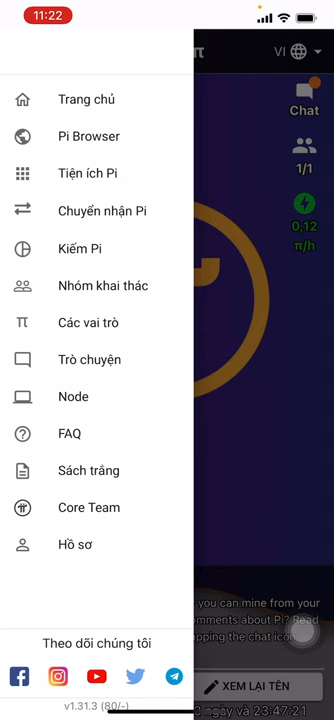 11:22
π
VI
Trang chủ
Pi Browser
Tiện ích Pi
Chuyển nhận Pi
Kiếm Pi
Nhóm khai thác
π Các vai trò
Trò chuyện
Node
FAQ
Sách trắng
Core Team
Hồ sơ
Theo dõi chúng tôi
v1.31.3 (80/-)
Chat
1/1
0,12
π/h
you can mine from your
omments about Pi? Read
pping the chat icon
XEM LẠI TÊN
ngày và 23:47:21